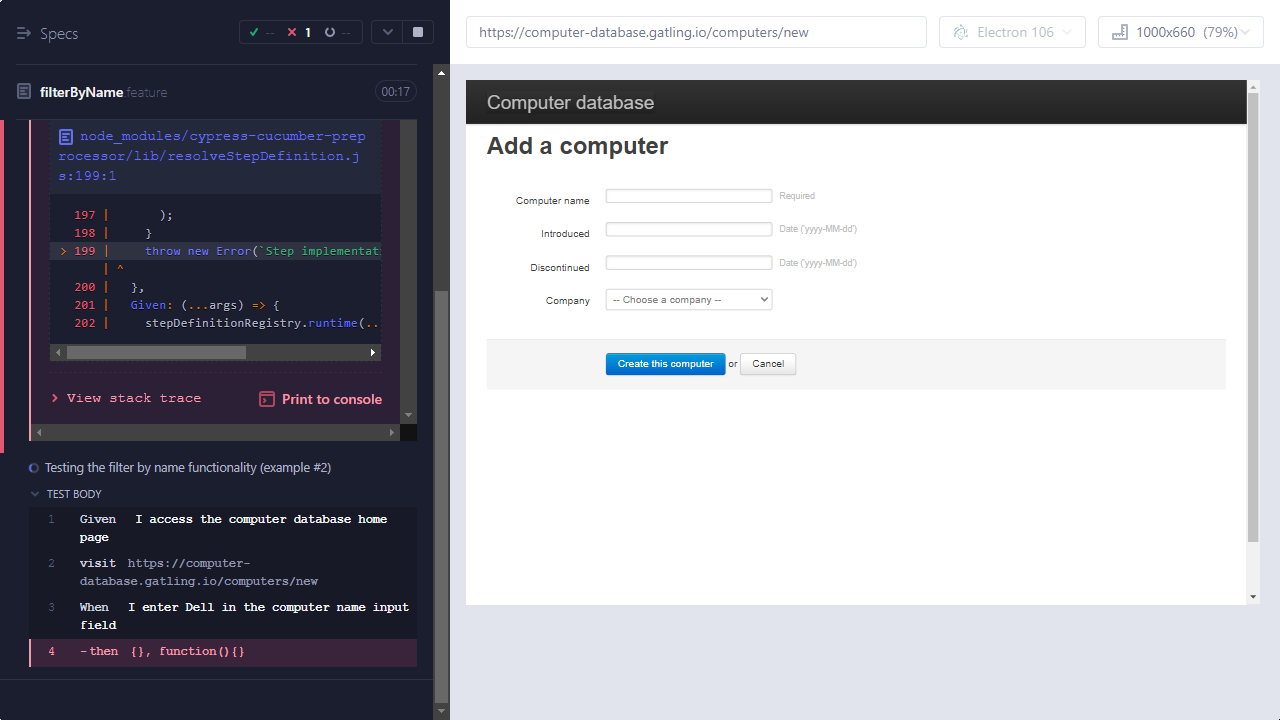 Specs
-- 1 --
filterByName feature
00:17
node_modules/cypress-cucumber-prep
rocessor/lib/resolveStepDefinition.j
s:199:1
197 | );
198 | }
> 199 | throw new Error(`Step implementati
| ^
200 | },
201 | Given: (...args) => {
202 | stepDefinitionRegistry.runtime(..
View stack trace
Print to console
Testing the filter by name functionality (example #2)
TEST BODY
1 Given I access the computer database home
page
2 visit https://computer-
database.gatling.io/computers/new
3 When I enter Dell in the computer name input
field
4 -then {}, function(){}
https://computer-database.gatling.io/computers/new
Electron 106
1000x660 (79%)
Computer database
Add a computer
Computer name Required
Introduced Date ('yyyy-MM-dd')
Discontinued Date ('yyyy-MM-dd')
Company -- Choose a company --
Create this computer or Cancel